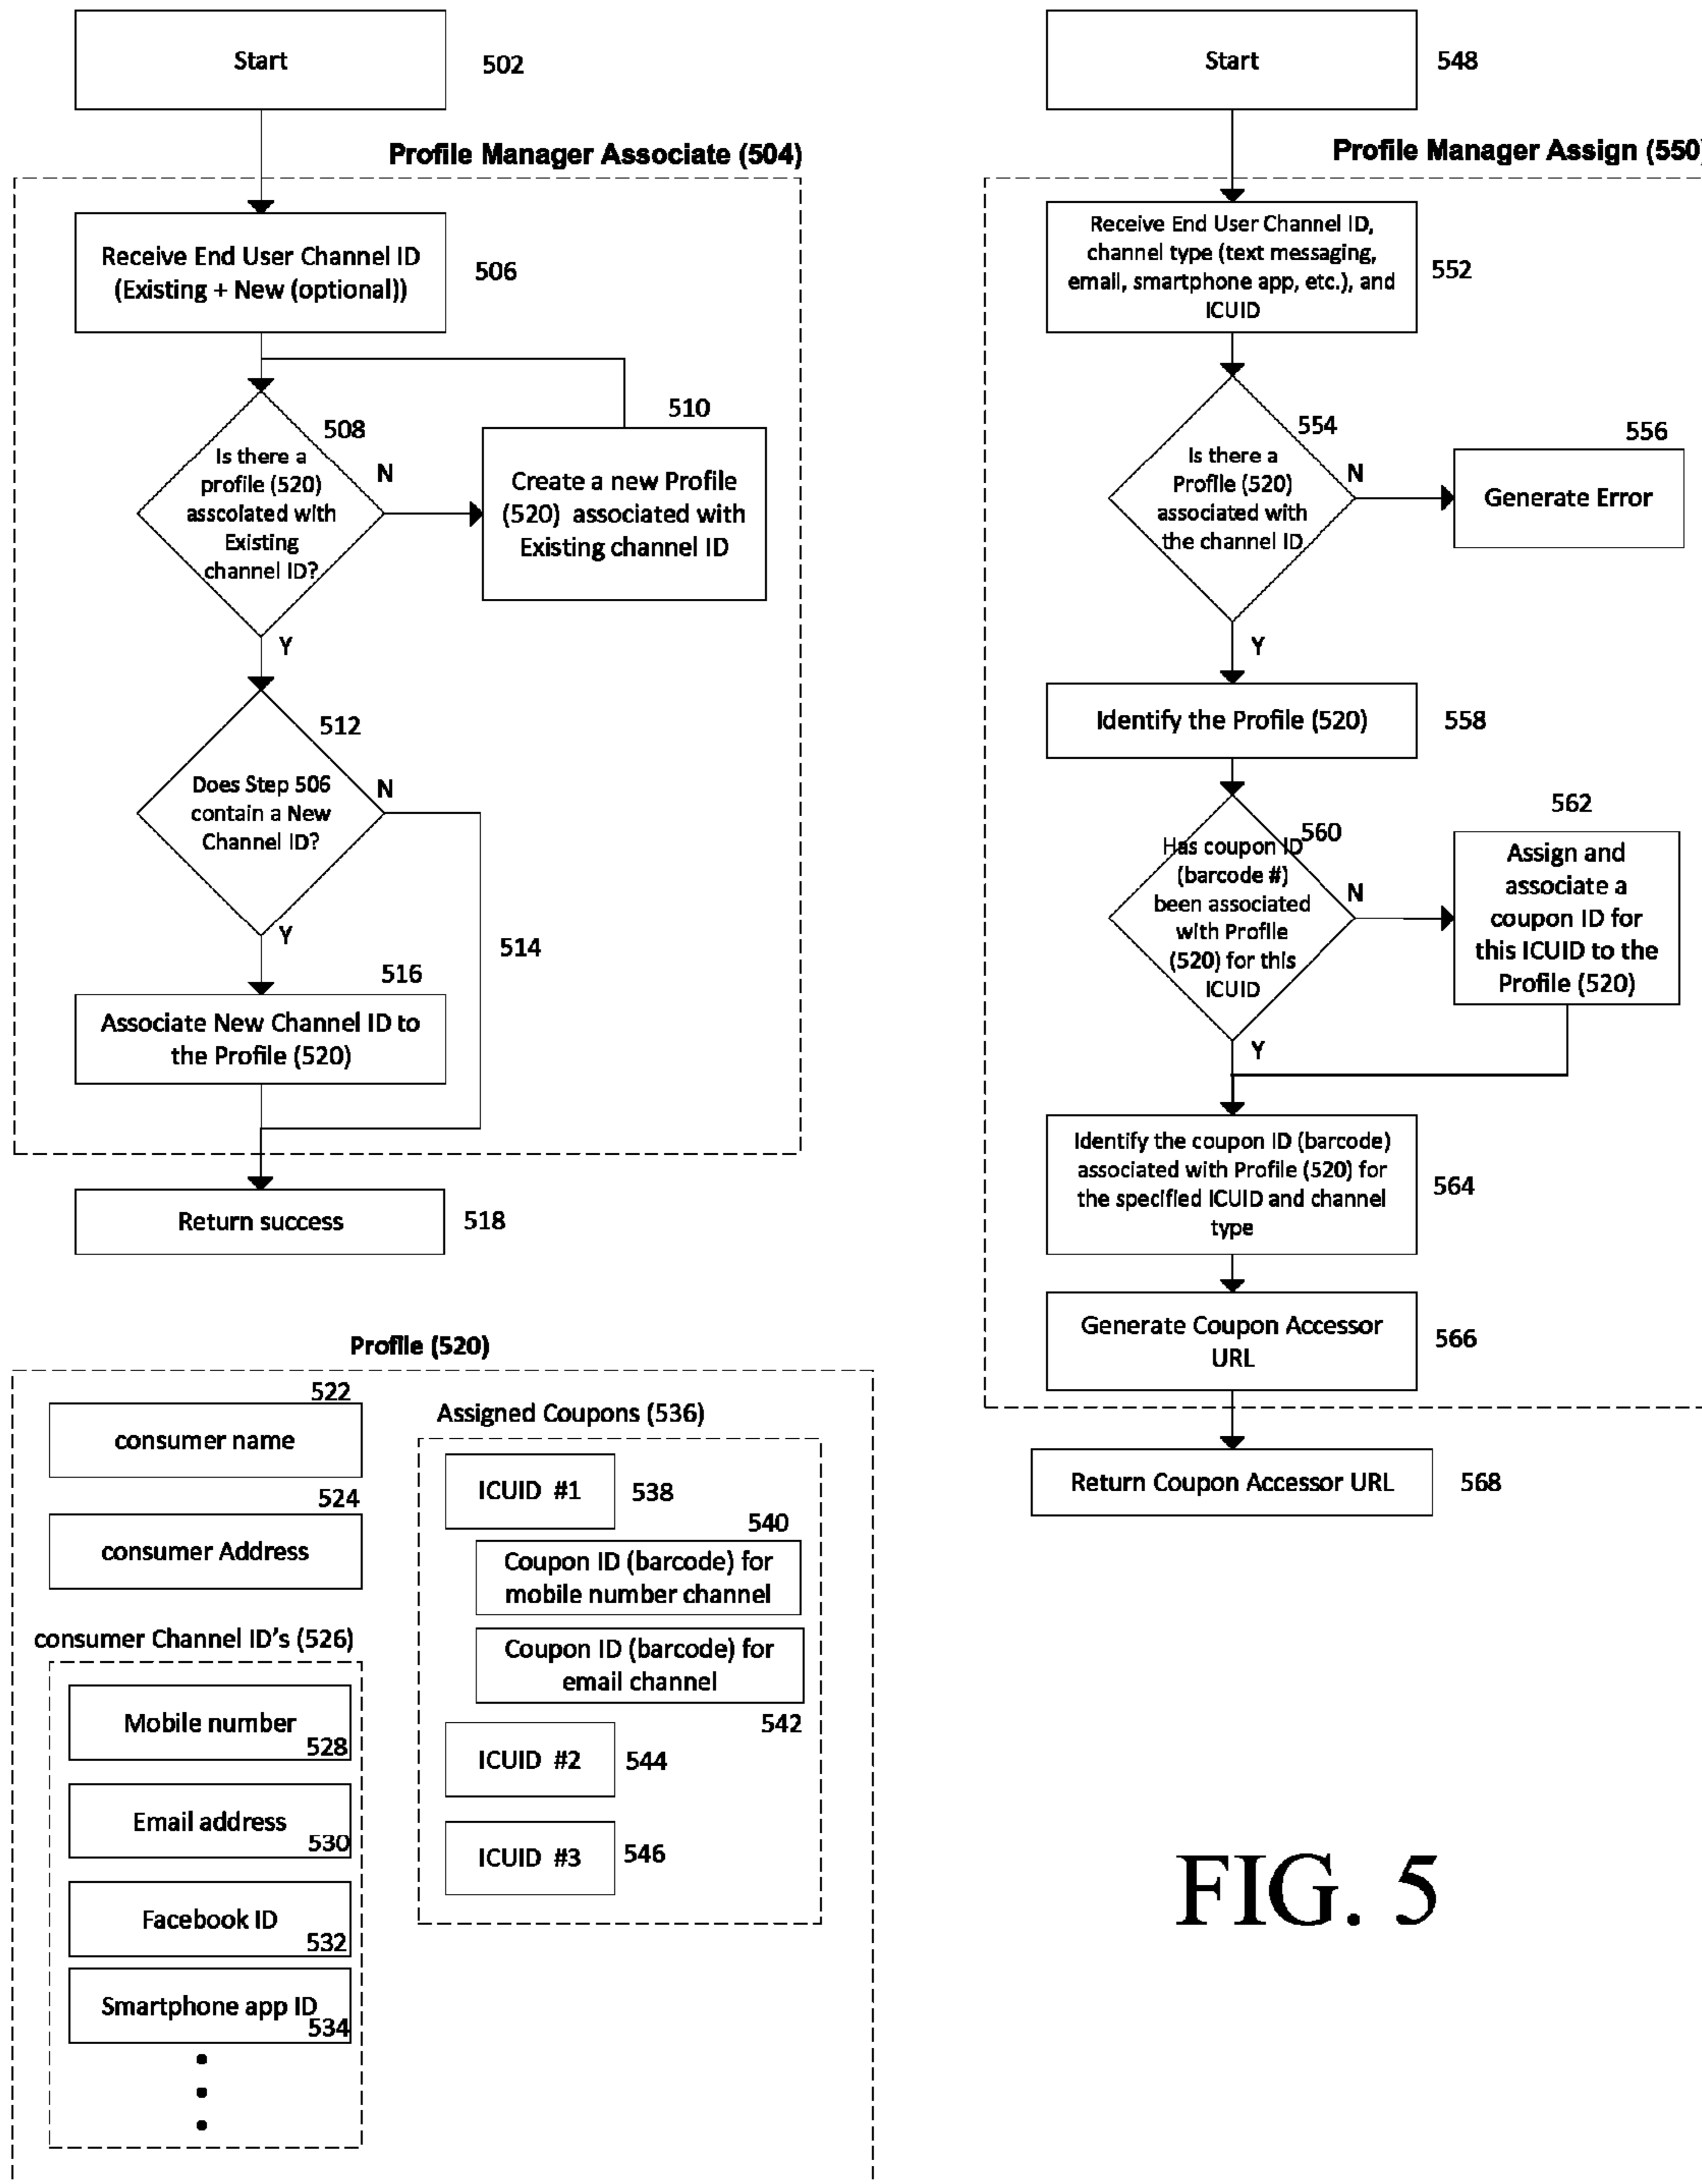 Start
502
Profile Manager Associate (504)
Receive End User Channel ID
(Existing + New (optional))
506
508
Is there a
profile (520)
asscolated with
Existing
channel ID?
N
Y
510
Create a new Profile
(520) associated with
Existing channel ID
512
Does Step 506
contain a New
Channel ID?
N
Y
514
516
Associate New Channel ID to
the Profile (520)
Return success
518
Profile (520)
522
consumer name
524
consumer Address
consumer Channel ID's (526)
Mobile number
528
Email address
530
Facebook ID
532
Smartphone app ID
534
Assigned Coupons (536)
ICUID #1
538
540
Coupon ID (barcode) for
mobile number channel
Coupon ID (barcode) for
email channel
542
ICUID #2
544
ICUID #3
546
Start
548
Profile Manager Assign (550)
Receive End User Channel ID,
channel type (text messaging,
email, smartphone app, etc.), and
ICUID
552
554
Is there a
Profile (520)
associated with
the channel ID
N
Y
556
Generate Error
Identify the Profile (520)
558
560
Has coupon ID
(barcode #)
been associated
with Profile
(520) for this
ICUID
N
Y
562
Assign and
associate a
coupon ID for
this ICUID to the
Profile (520)
Identify the coupon ID (barcode)
associated with Profile (520) for
the specified ICUID and channel
type
564
Generate Coupon Accessor
URL
566
Return Coupon Accessor URL
568
FIG. 5